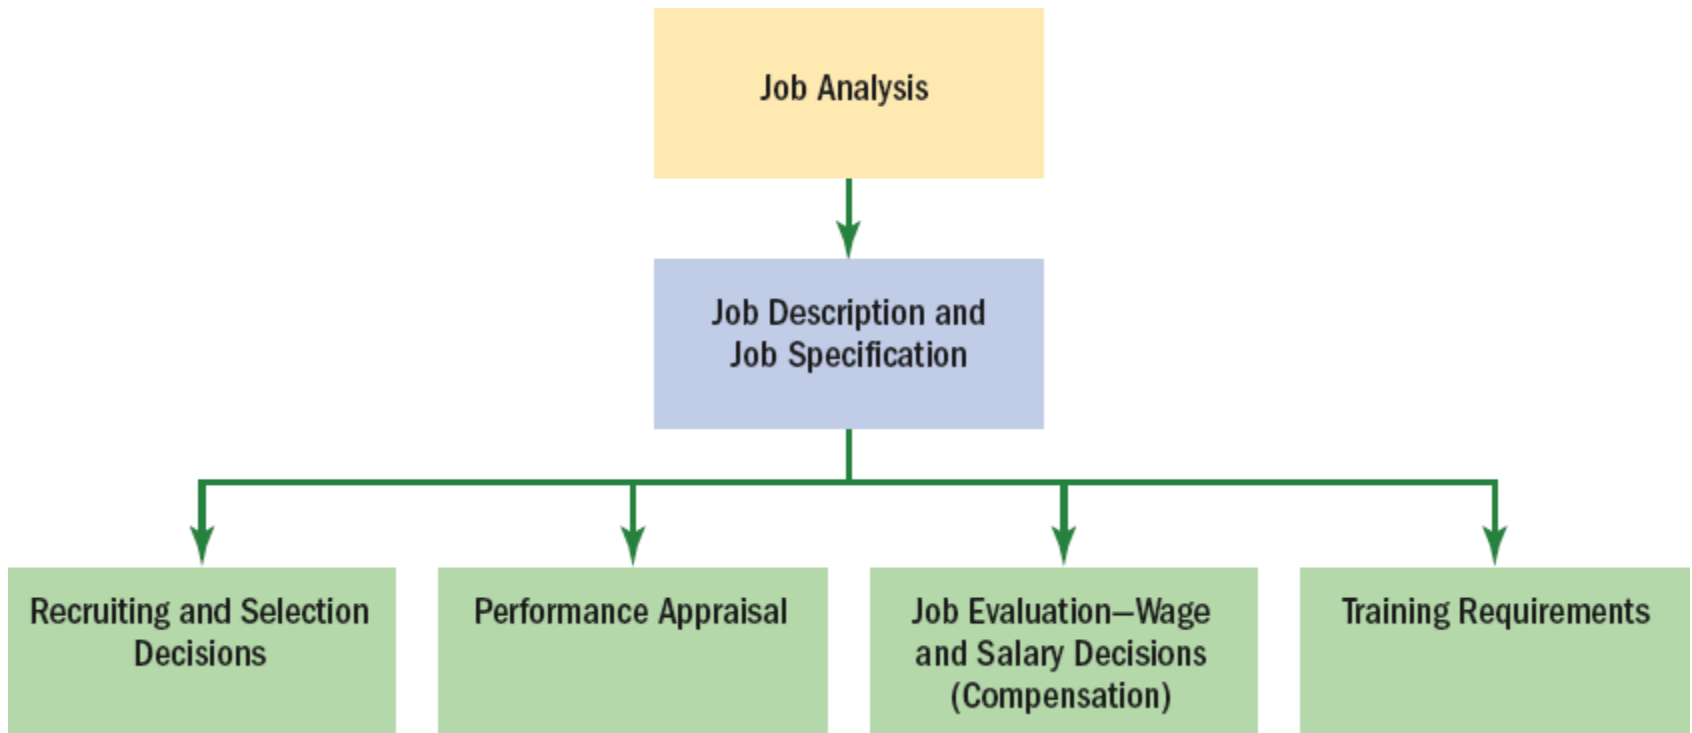 Job Analysis
Job Description and
Job Specification
Recruiting and Selection
Decisions
Performance Appraisal
Job Evaluation—Wage
and Salary Decisions
(Compensation)
Training Requirements